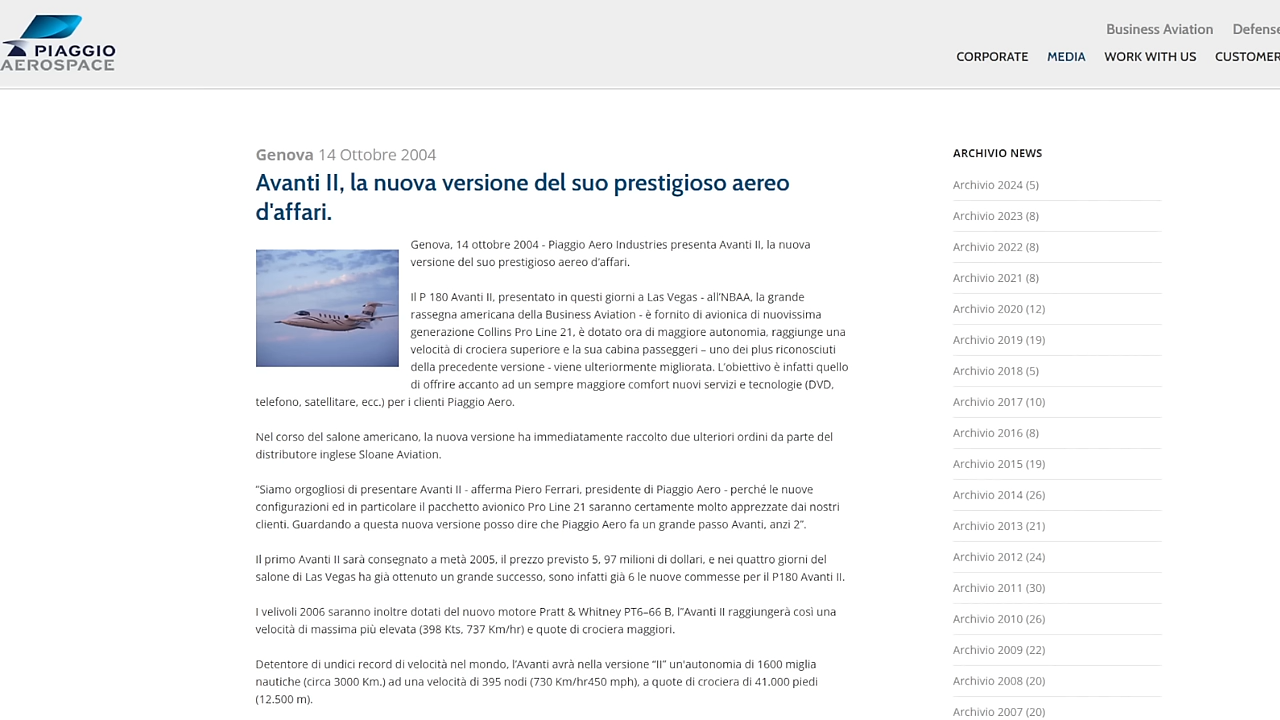 PIAGGIO
AEROSPACE
Business Aviation Defense
CORPORATE MEDIA WORK WITH US CUSTOMER
Genova 14 Ottobre 2004
Avanti II, la nuova versione del suo prestigioso aereo
d'affari.
Genova, 14 ottobre 2004 - Piaggio Aero Industries presenta Avanti II, la nuova
versione del suo prestigioso aereo d’affari.
Il P 180 Avanti II, presentato in questi giorni a Las Vegas - all’NBAA, la grande
rassegna americana della Business Aviation - è fornito di avionica di nuovissima
generazione Collins Pro Line 21, è dotato ora di maggiore autonomia, raggiunge una
velocità di crociera superiore e la sua cabina passeggeri – uno dei plus riconosciuti
della precedente versione - viene ulteriormente migliorata. L’obiettivo è infatti quello
di offrire accanto ad un sempre maggiore comfort nuovi servizi e tecnologie (DVD,
telefono, satellitare, ecc.) per i clienti Piaggio Aero.
Nel corso del salone americano, la nuova versione ha immediatamente raccolto due ulteriori ordini da parte del
distributore inglese Sloane Aviation.
“Siamo orgogliosi di presentare Avanti II - afferma Piero Ferrari, presidente di Piaggio Aero - perché le nuove
configurazioni ed in particolare il pacchetto avionico Pro Line 21 saranno certamente molto apprezzate dai nostri
clienti. Guardando a questa nuova versione posso dire che Piaggio Aero fa un grande passo Avanti, anzi 2”.
Il primo Avanti II sarà consegnato a metà 2005, il prezzo previsto 5, 97 milioni di dollari, e nei quattro giorni del
salone di Las Vegas ha già ottenuto un grande successo, sono infatti già 6 le nuove commesse per il P180 Avanti II.
I velivoli 2006 saranno inoltre dotati del nuovo motore Pratt & Whitney PT6–66 B, l’’Avanti II raggiungerà così una
velocità di massima più elevata (398 Kts, 737 Km/hr) e quote di crociera maggiori.
Detentore di undici record di velocità nel mondo, l’Avanti avrà nella versione “II” un'autonomia di 1600 miglia
nautiche (circa 3000 Km.) ad una velocità di 395 nodi (730 Km/hr450 mph), a quote di crociera di 41.000 piedi
(12.500 m).
ARCHIVIO NEWS
Archivio 2024 (5)
Archivio 2023 (8)
Archivio 2022 (8)
Archivio 2021 (8)
Archivio 2020 (12)
Archivio 2019 (19)
Archivio 2018 (5)
Archivio 2017 (10)
Archivio 2016 (8)
Archivio 2015 (19)
Archivio 2014 (26)
Archivio 2013 (21)
Archivio 2012 (24)
Archivio 2011 (30)
Archivio 2010 (26)
Archivio 2009 (22)
Archivio 2008 (20)
Archivio 2007 (20)